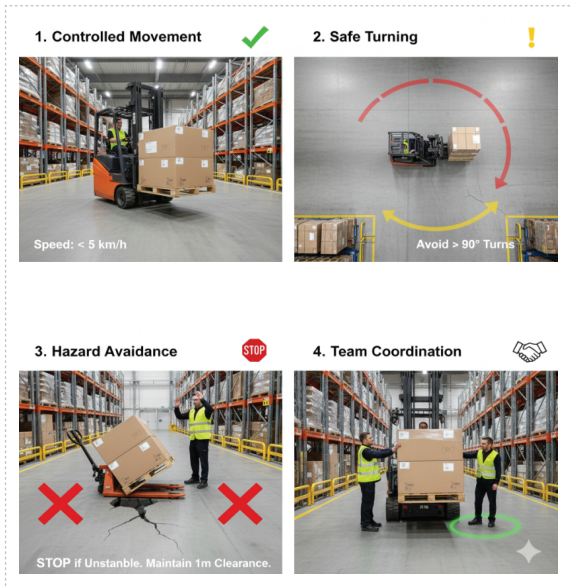 1. Controlled Movement
2. Safe Turning
Speed: < 5 km/h
Avoid > 90° Turns
3. Hazard Avaidance
STOP
4. Team Coordination
STOP if Unstanble. Maintain 1m Clearance.